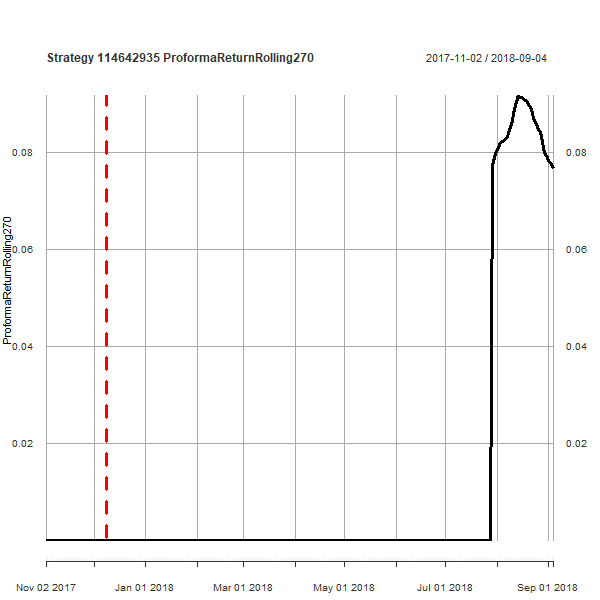 Strategy 114642935 ProformaReturnRolling270
2017-11-02 / 2018-09-04
ProformaReturnRolling270
0.08
0.08
0.06
0.06
0.04
0.04
0.02
0.02
Nov 02 2017
Jan 01 2018
Mar 01 2018
May 01 2018
Jul 01 2018
Sep 01 2018